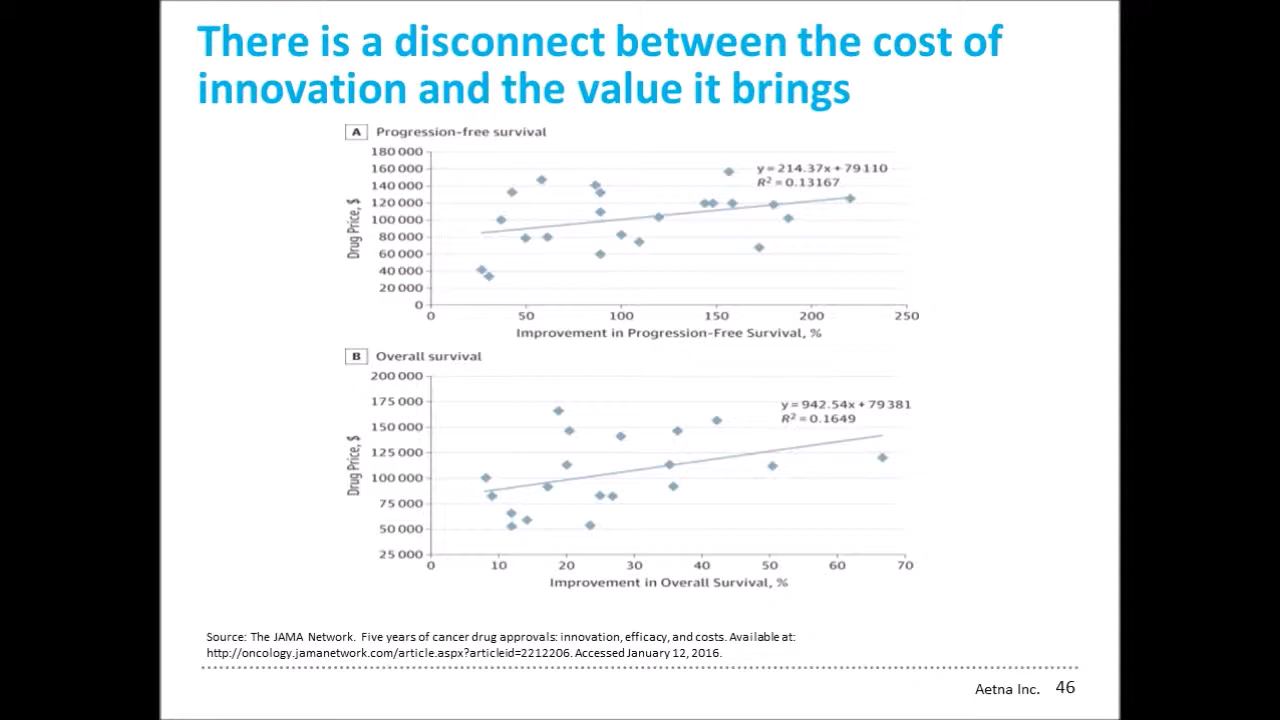 There is a disconnect between the cost of
innovation and the value it brings
A Progression-free survival
180 000
160 000
140 000
120 000
100 000
80 000
60 000
40 000
20 000
0
Drug Price, $
y = 214.37x + 79110
R² = 0.13167
0 50 100 150 200 250
Improvement in Progression-Free Survival, %
B Overall survival
200 000
175 000
150 000
125 000
100 000
75 000
50 000
25 000
Drug Price, $
y = 942.54x + 79381
R² = 0.1649
0 10 20 30 40 50 60 70
Improvement in Overall Survival, %
Source: The JAMA Network. Five years of cancer drug approvals: innovation, efficacy, and costs. Available at:
http://oncology.jamanetwork.com/article.aspx?articleid=2212206. Accessed January 12, 2016.
Aetna Inc. 46